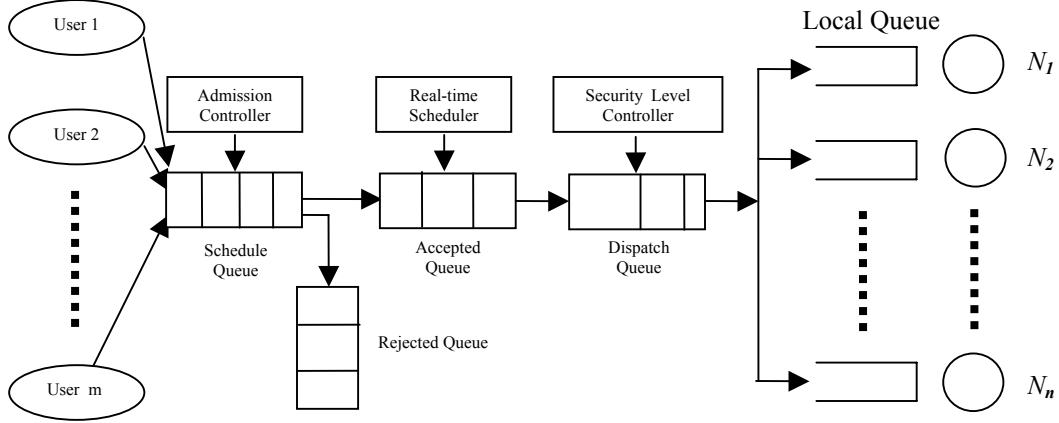 User 1
User 2
User m
Admission
Controller
Schedule
Queue
Rejected Queue
Real-time
Scheduler
Accepted
Queue
Security Level
Controller
Dispatch
Queue
Local Queue
N1
N2
Nn